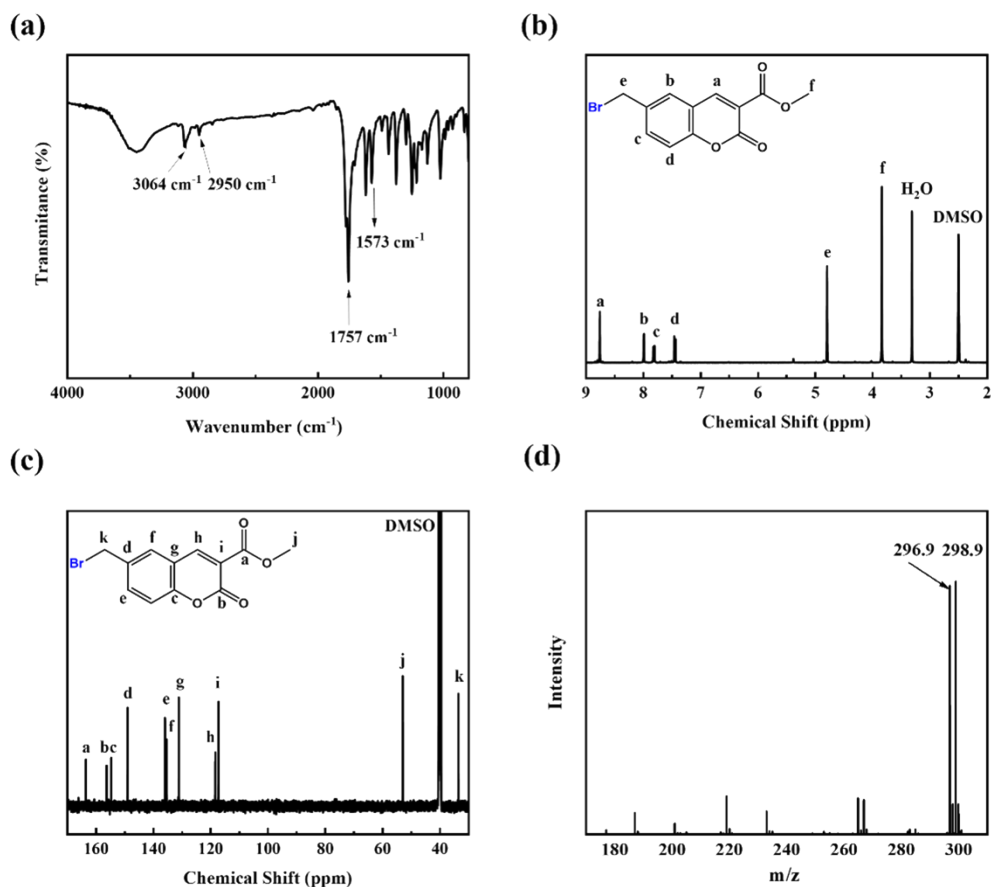 (a)
Transmitance (%)
3064 cm⁻¹
2950 cm⁻¹
1573 cm⁻¹
1757 cm⁻¹
4000 3000 2000 1000
Wavenumber (cm⁻¹)
(b)
e b a O f
Br O
c d O O
f
H₂O
DMSO
e
a
b
c
d
9 8 7 6 5 4 3 2
Chemical Shift (ppm)
(c)
DMSO
k d f g h i O j
Br a O
e c O b O
a
b c
d
e
f
g
h
i
j
k
160 140 120 100 80 60 40
Chemical Shift (ppm)
(d)
296.9 298.9
Intensity
180 200 220 240 260 280 300
m/z